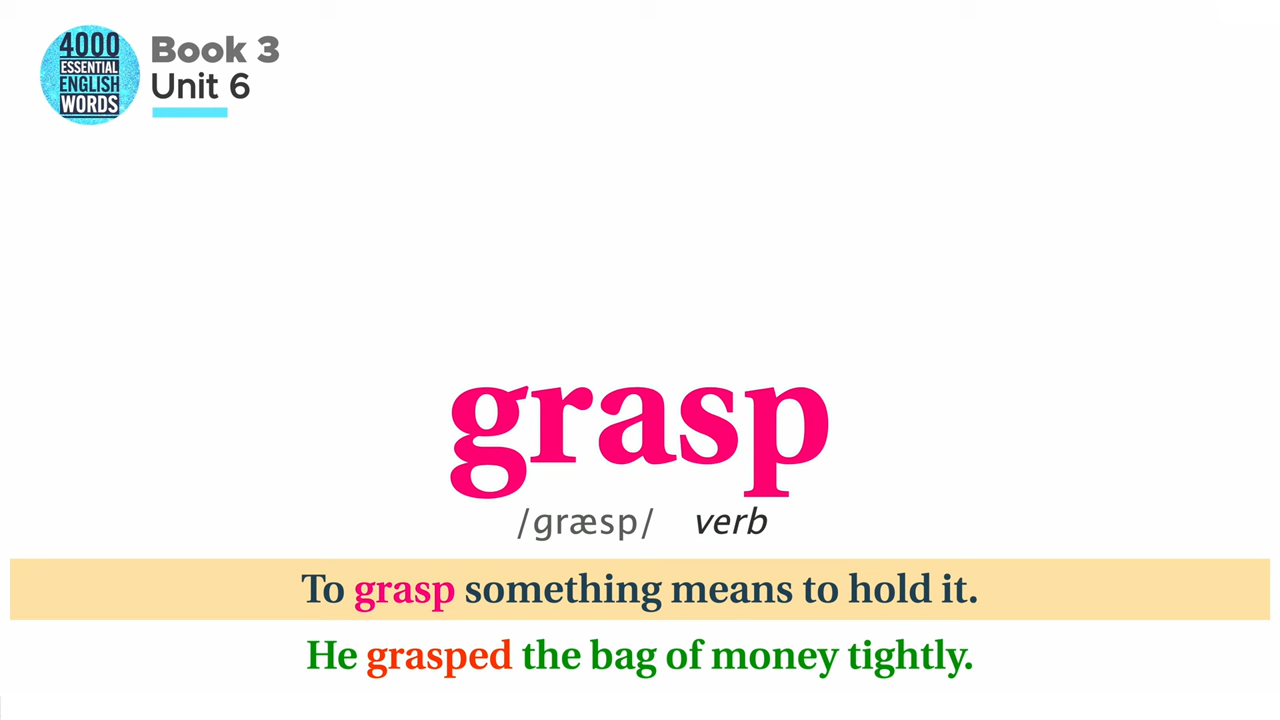 4000
ESSENTIAL
ENGLISH
WORDS
Book 3
Unit 6
grasp
/græsp/ verb
To grasp something means to hold it.
He grasped the bag of money tightly.